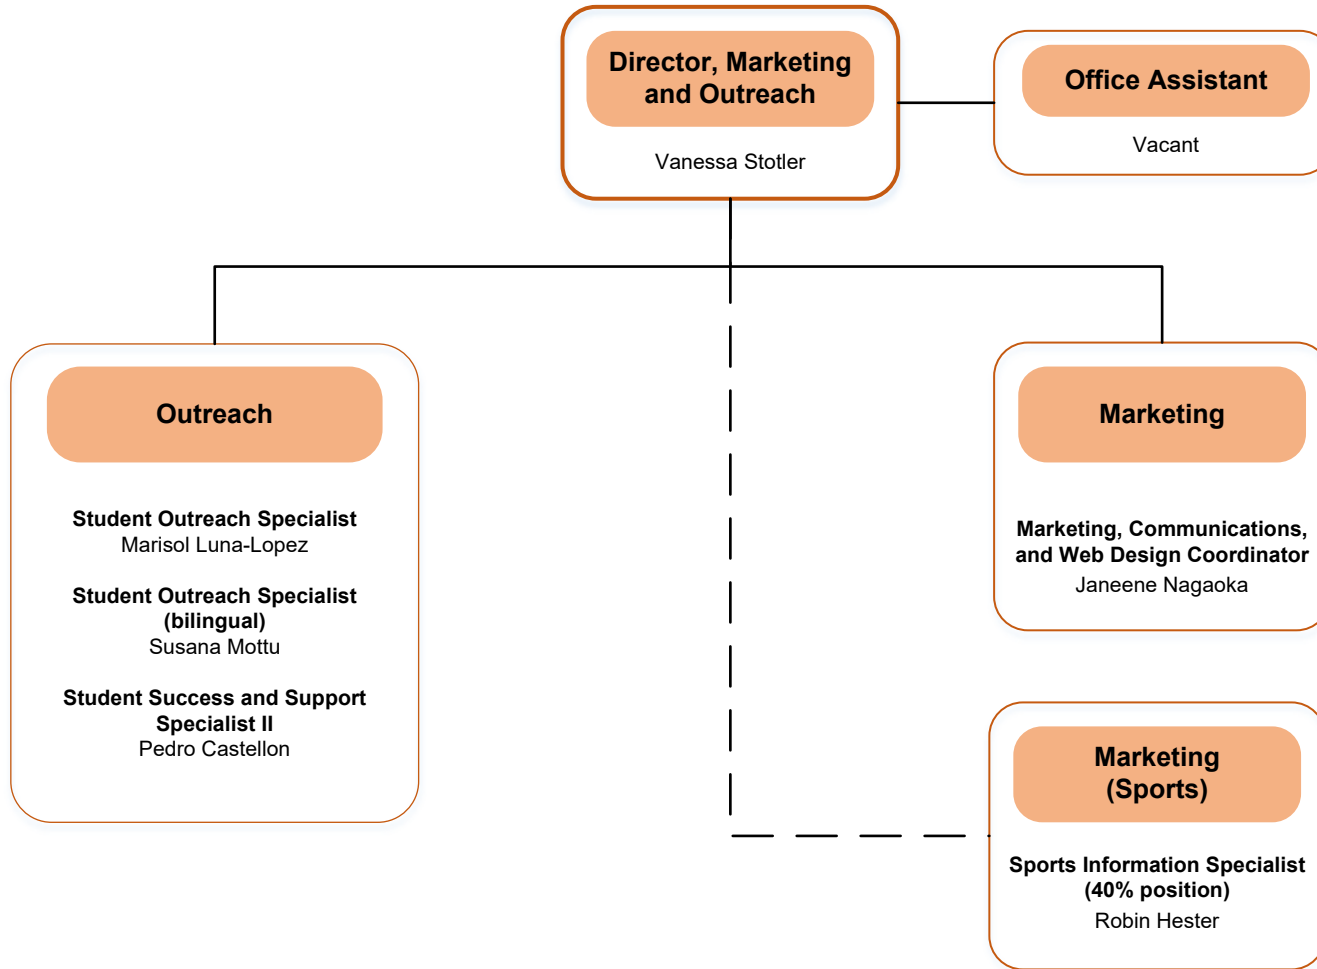 Director, Marketing
and Outreach
Vanessa Stotler
Office Assistant
Vacant
Outreach
Student Outreach Specialist
Marisol Luna-Lopez
Student Outreach Specialist
(bilingual)
Susana Mottu
Student Success and Support
Specialist II
Pedro Castellon
Marketing
Marketing, Communications,
and Web Design Coordinator
Janeene Nagaoka
Marketing
(Sports)
Sports Information Specialist
(40% position)
Robin Hester